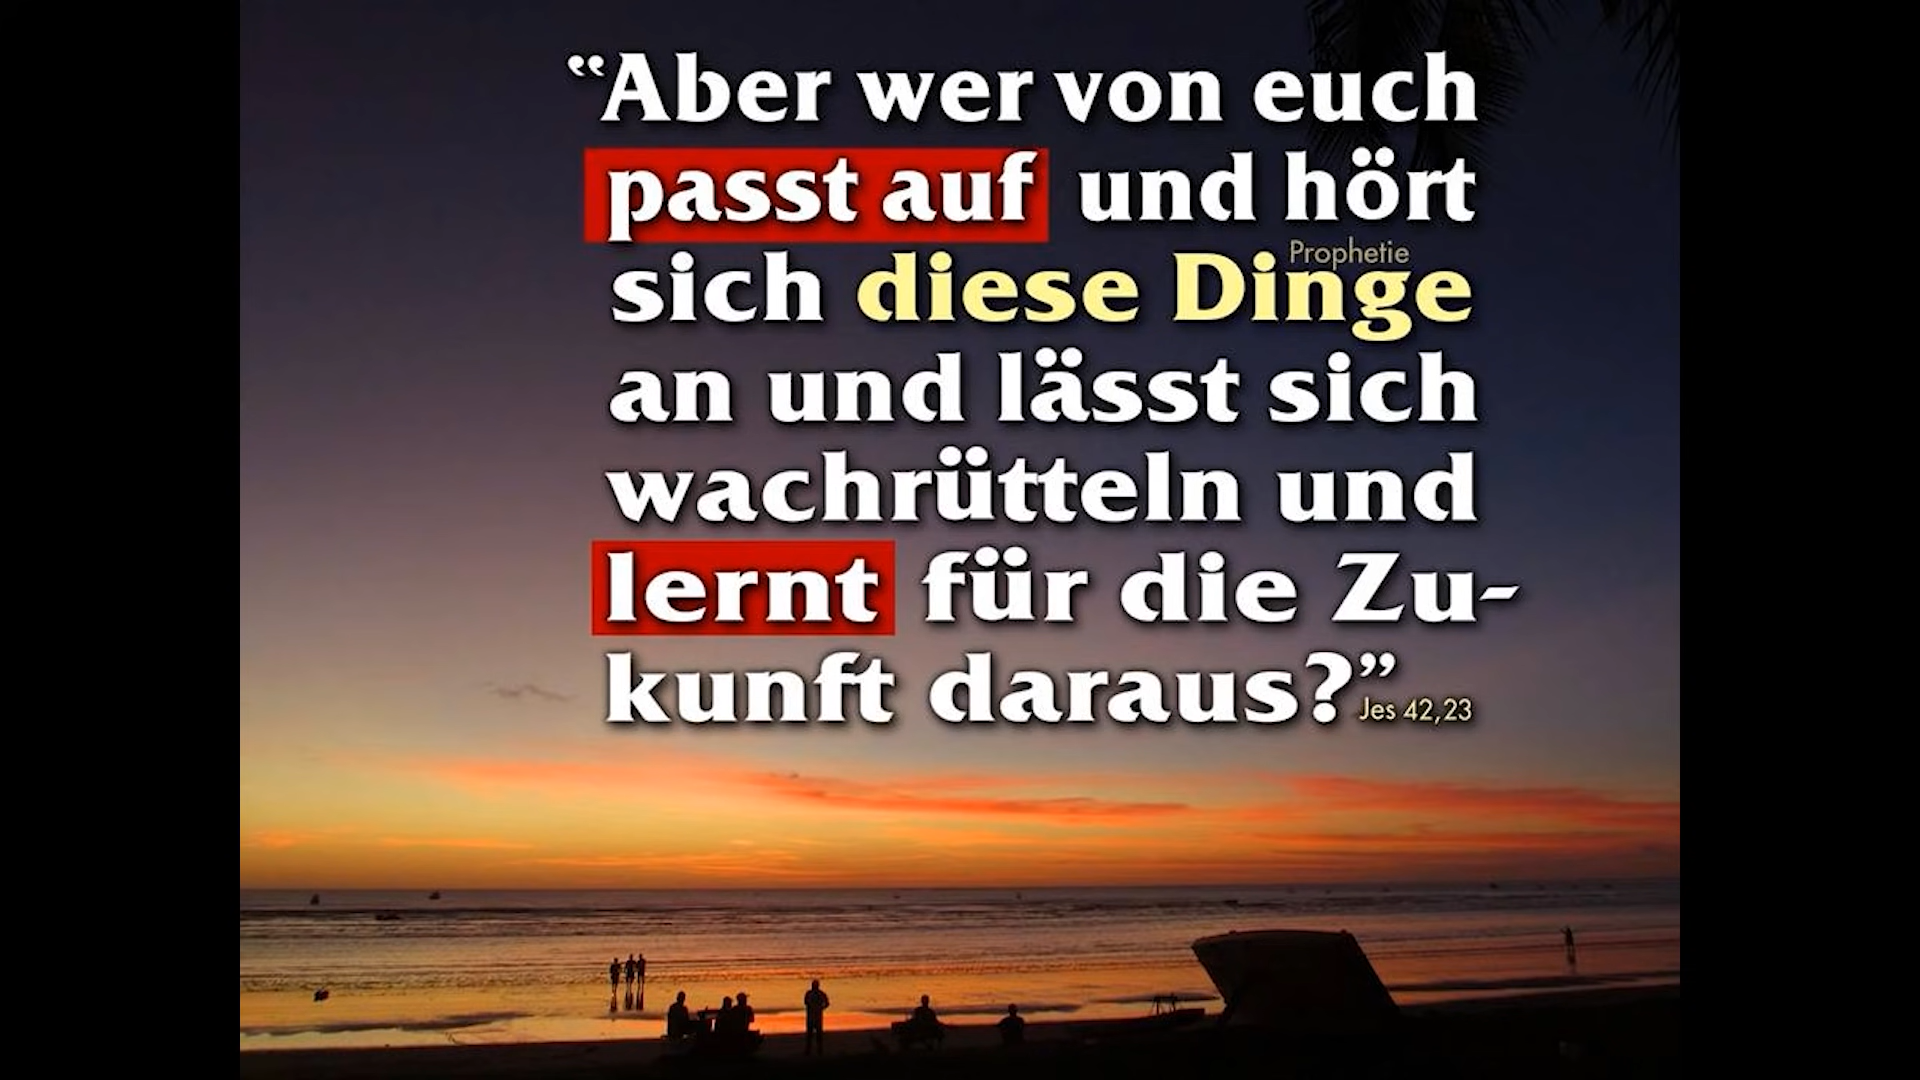 “Aber wer von euch
passt auf und hört
Prophetie
sich diese Dinge
an und lässt sich
wachrütteln und
lernt für die Zu-
kunft daraus?”
Jes 42,23